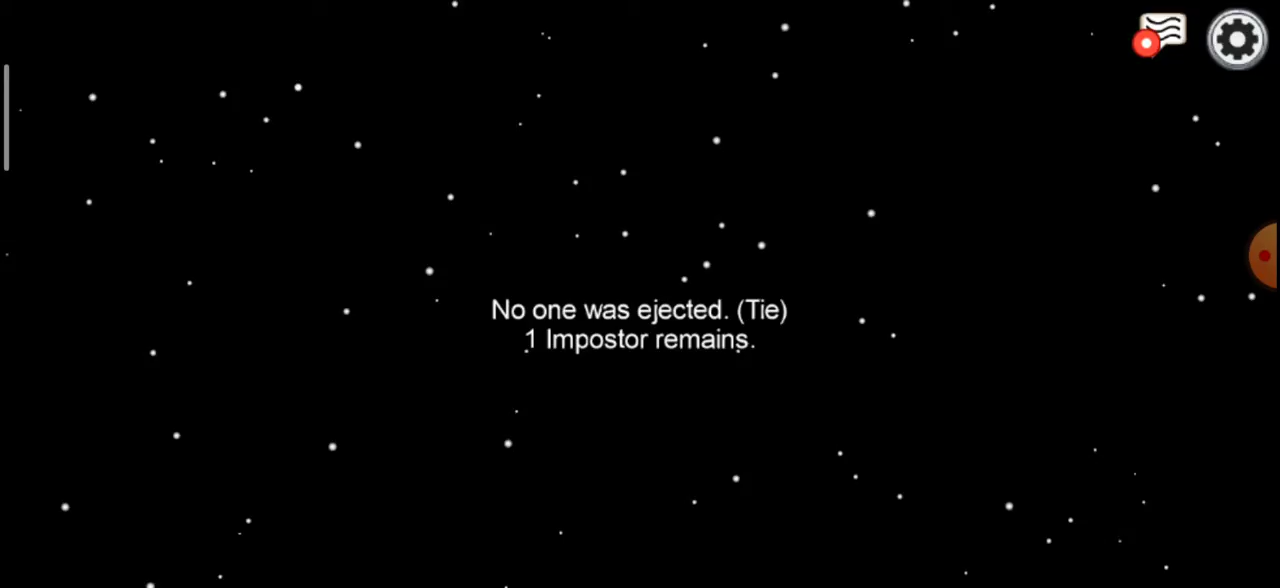 No one was ejected. (Tie)
1 Impostor remains.